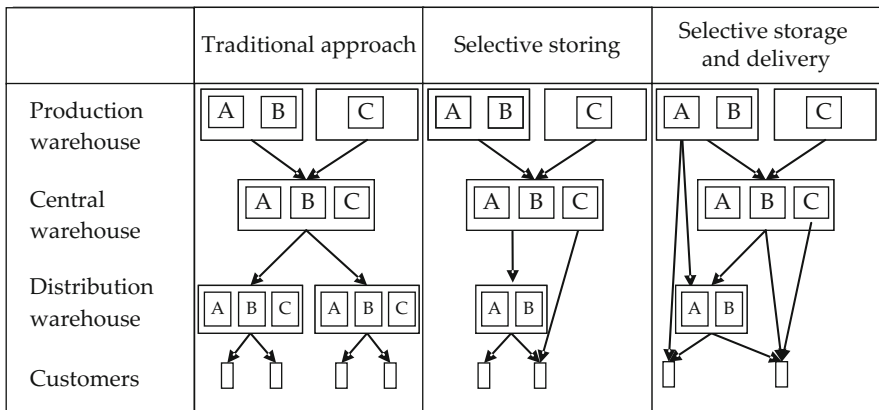 Traditional approach
Selective storing
Selective storage
and delivery
Production
warehouse
A B
C
A B
C
A B
C
Central
warehouse
A B C
A B C
A B C
Distribution
warehouse
A B C
A B C
A B
A B
Customers